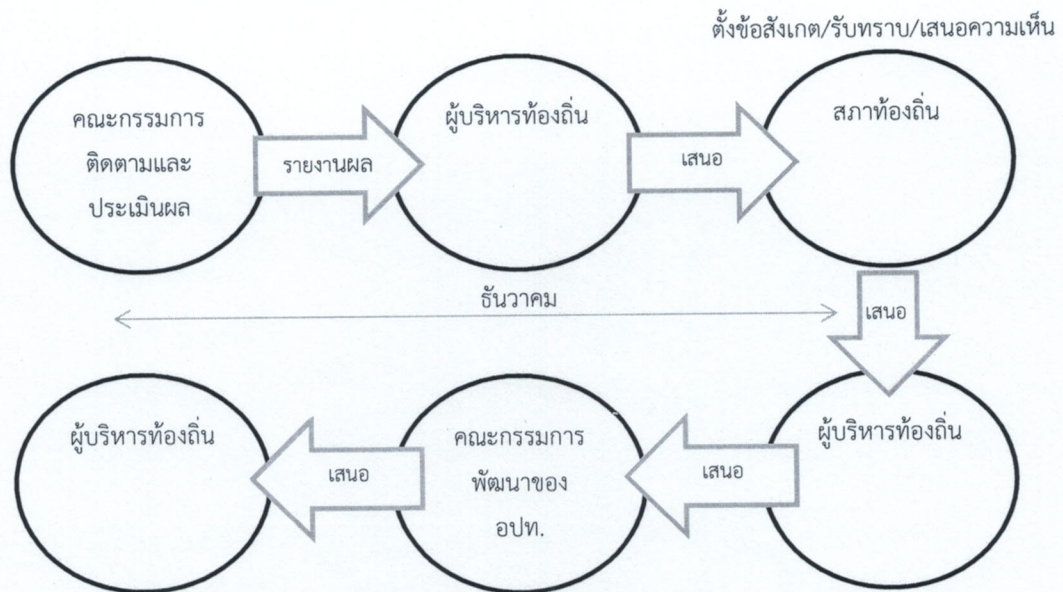 ตั้งข้อสังเกต/รับทราบ/เสนอความเห็น
คณะกรรมการ
ติดตามและ
ประเมินผล
รายงานผล
ผู้บริหารท้องถิ่น
เสนอ
สภาท้องถิ่น
ธันวาคม
เสนอ
ผู้บริหารท้องถิ่น
เสนอ
คณะกรรมการ
พัฒนาของ
อปท.
เสนอ
ผู้บริหารท้องถิ่น